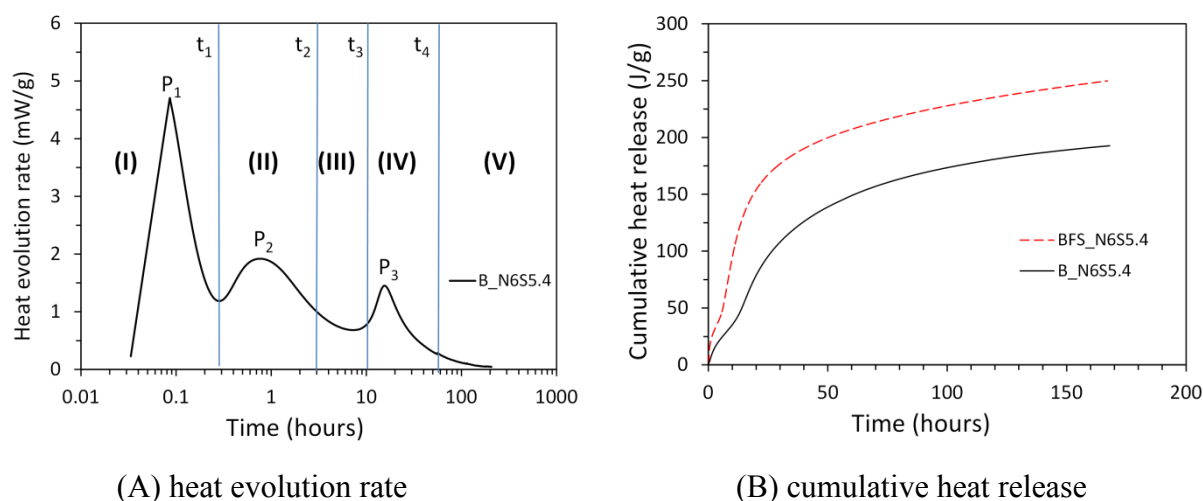 6
5
4
3
2
1
0
Heat evolution rate (mW/g)
t1 t2 t3 t4
P1
(I) (II) (III) (IV) (V)
P2
P3
B_N6S5.4
0.01 0.1 1 10 100 1000
Time (hours)
(A) heat evolution rate
300
250
200
150
100
50
0
Cumulative heat release (J/g)
BFS_N6S5.4
B_N6S5.4
0 50 100 150 200
Time (hours)
(B) cumulative heat release